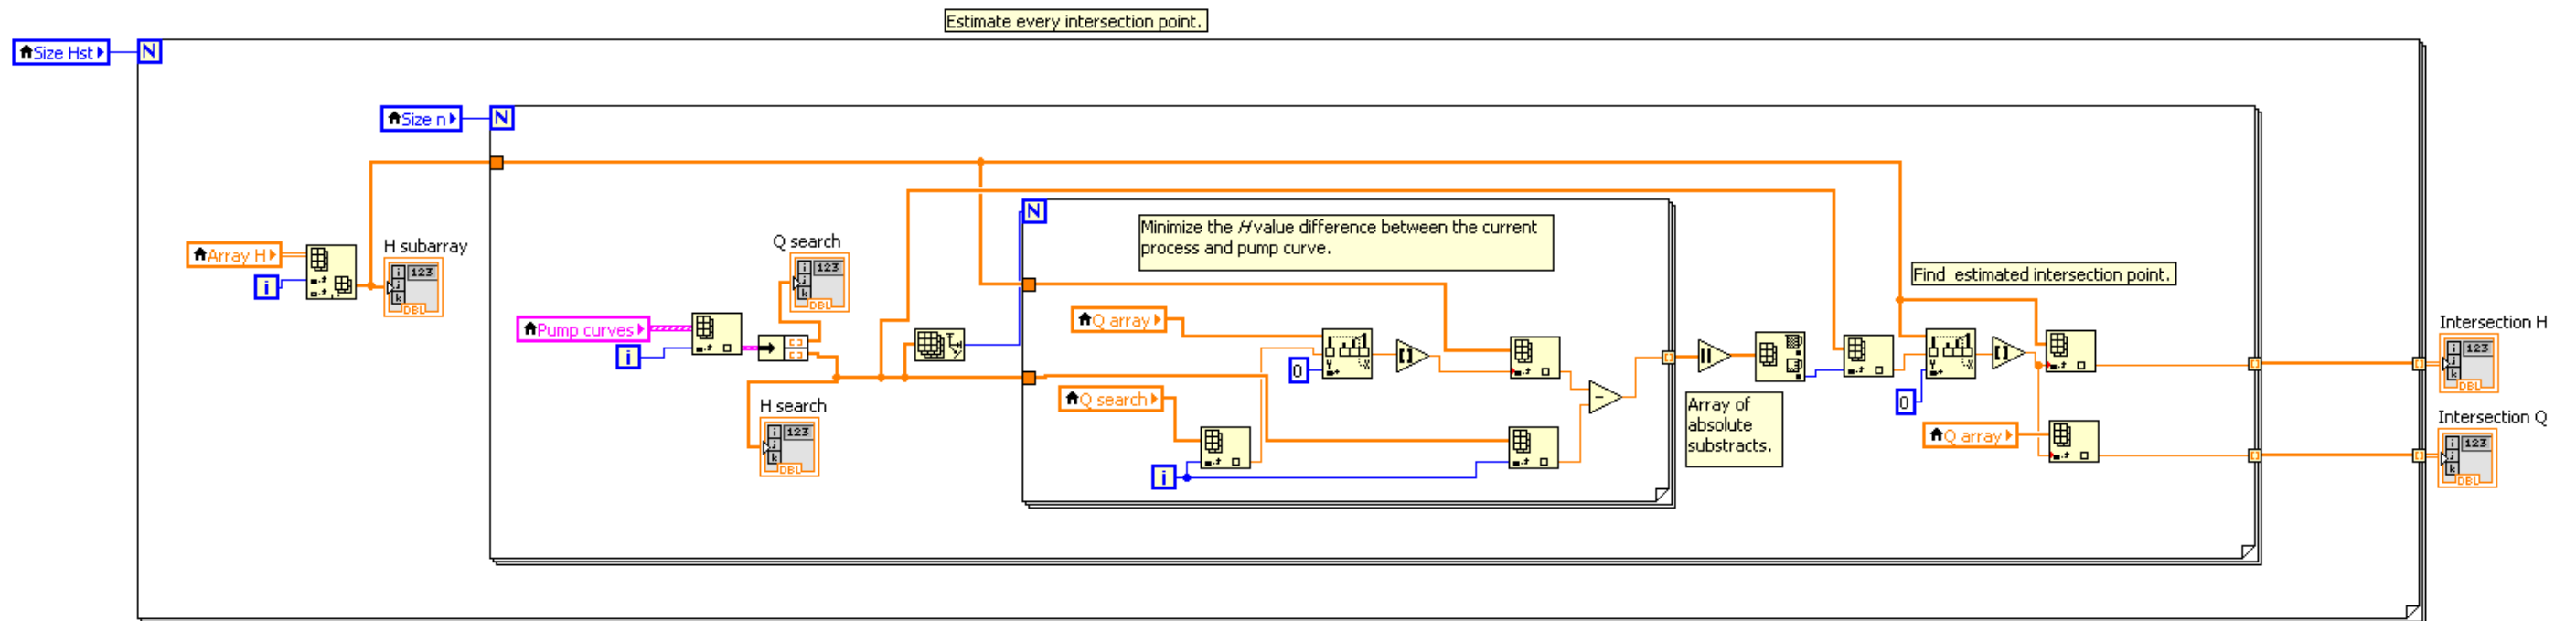 Estimate every intersection point.
Size Hst
N
Size n
N
N
Minimize the H value difference between the current
process and pump curve.
Q search
123
DBL
Array H
i
H subarray
123
DBL
Find estimated intersection point.
Pump curves
i
Q array
0
Q search
i
H search
123
DBL
Array of
absolute
substracts.
0
Q array
Intersection H
123
DBL
Intersection Q
123
DBL